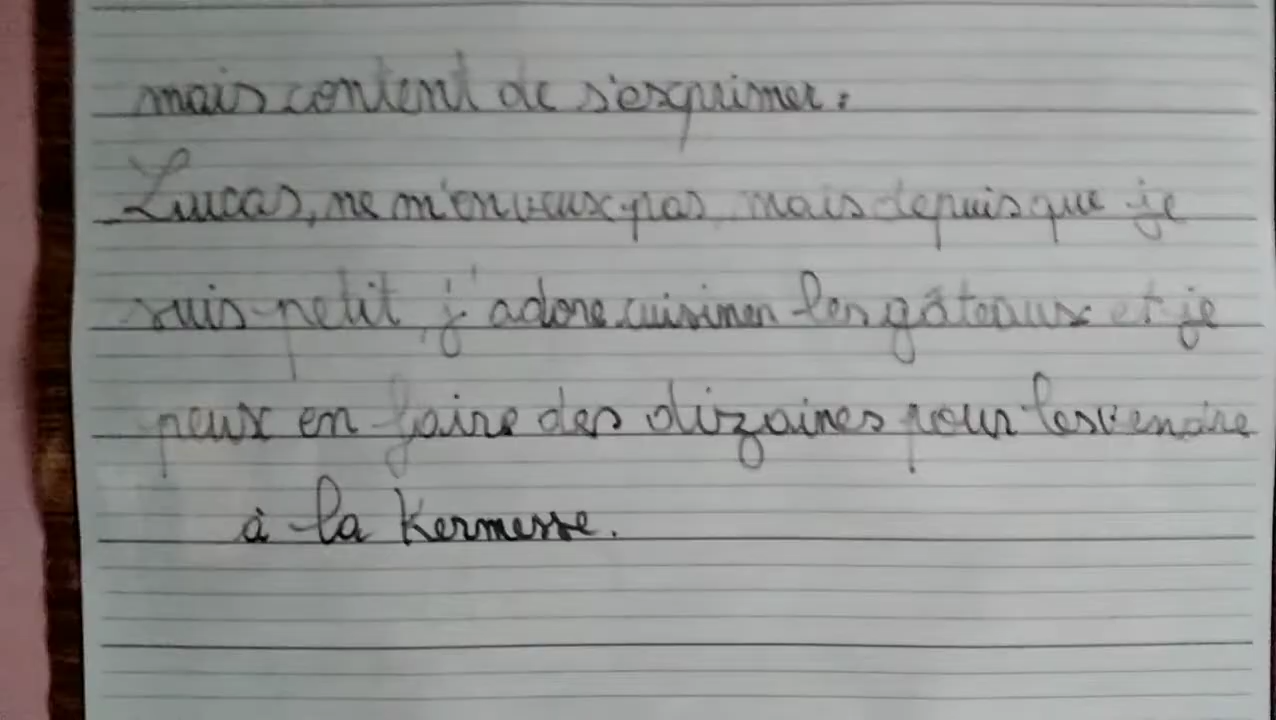 mais content de s'exprimer.
Lucas, ne m'en veux pas, mais depuis que je
suis petit, j'adore cuisiner les gâteaux et je
peux en faire des dizaines pour les vendre
à la Kermesse.